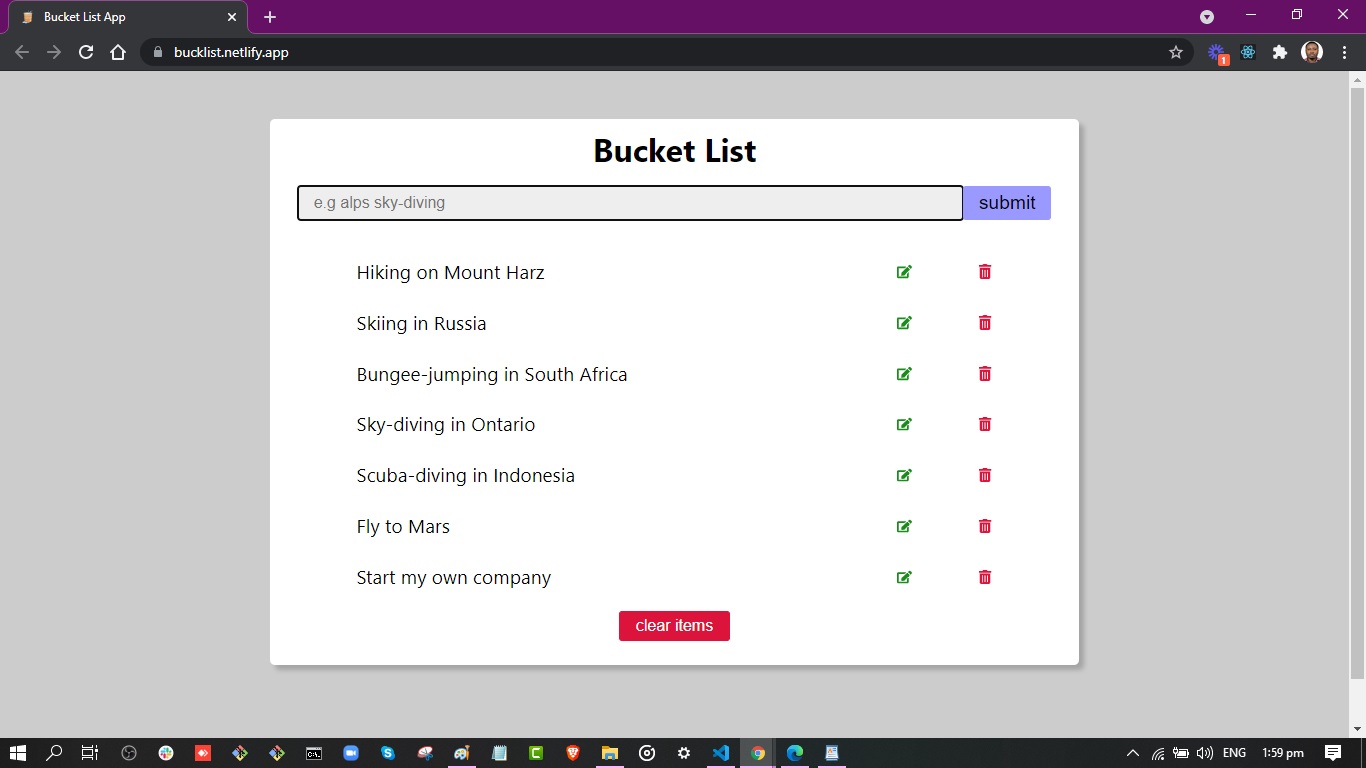 Bucket List App
bucklist.netlify.app
1
Bucket List
e.g alps sky-diving
submit
Hiking on Mount Harz
Skiing in Russia
Bungee-jumping in South Africa
Sky-diving in Ontario
Scuba-diving in Indonesia
Fly to Mars
Start my own company
clear items
ENG
1:59 pm